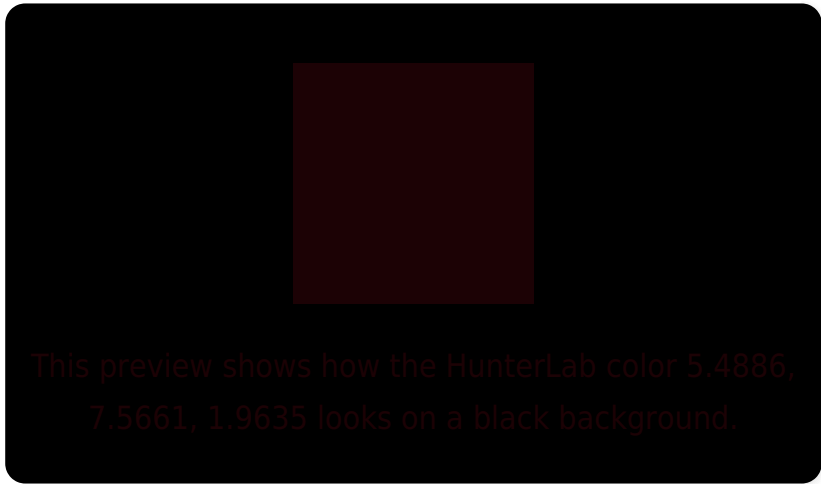 This preview shows how the HunterLab color 5.4886,
7.5661, 1.9635 looks on a black background.